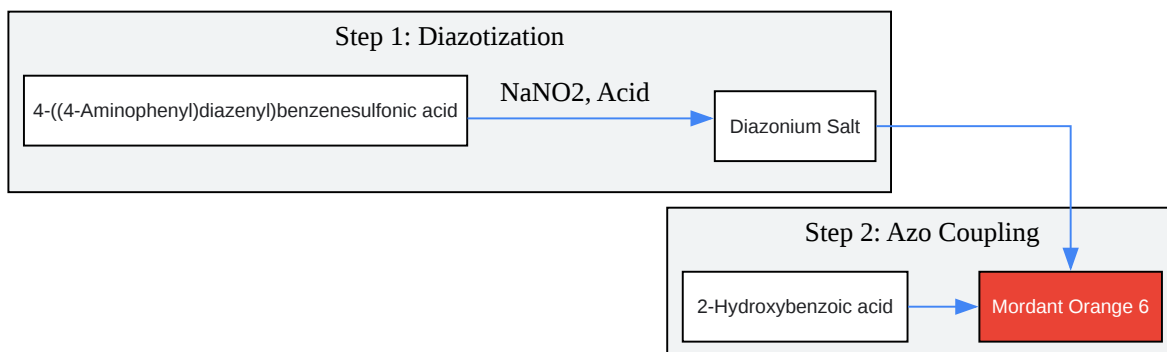 Step 1: Diazotization
4-((4-Aminophenyl)diazenyl)benzenesulfonic acid
NaNO2, Acid
Diazonium Salt
Step 2: Azo Coupling
2-Hydroxybenzoic acid
Mordant Orange 6